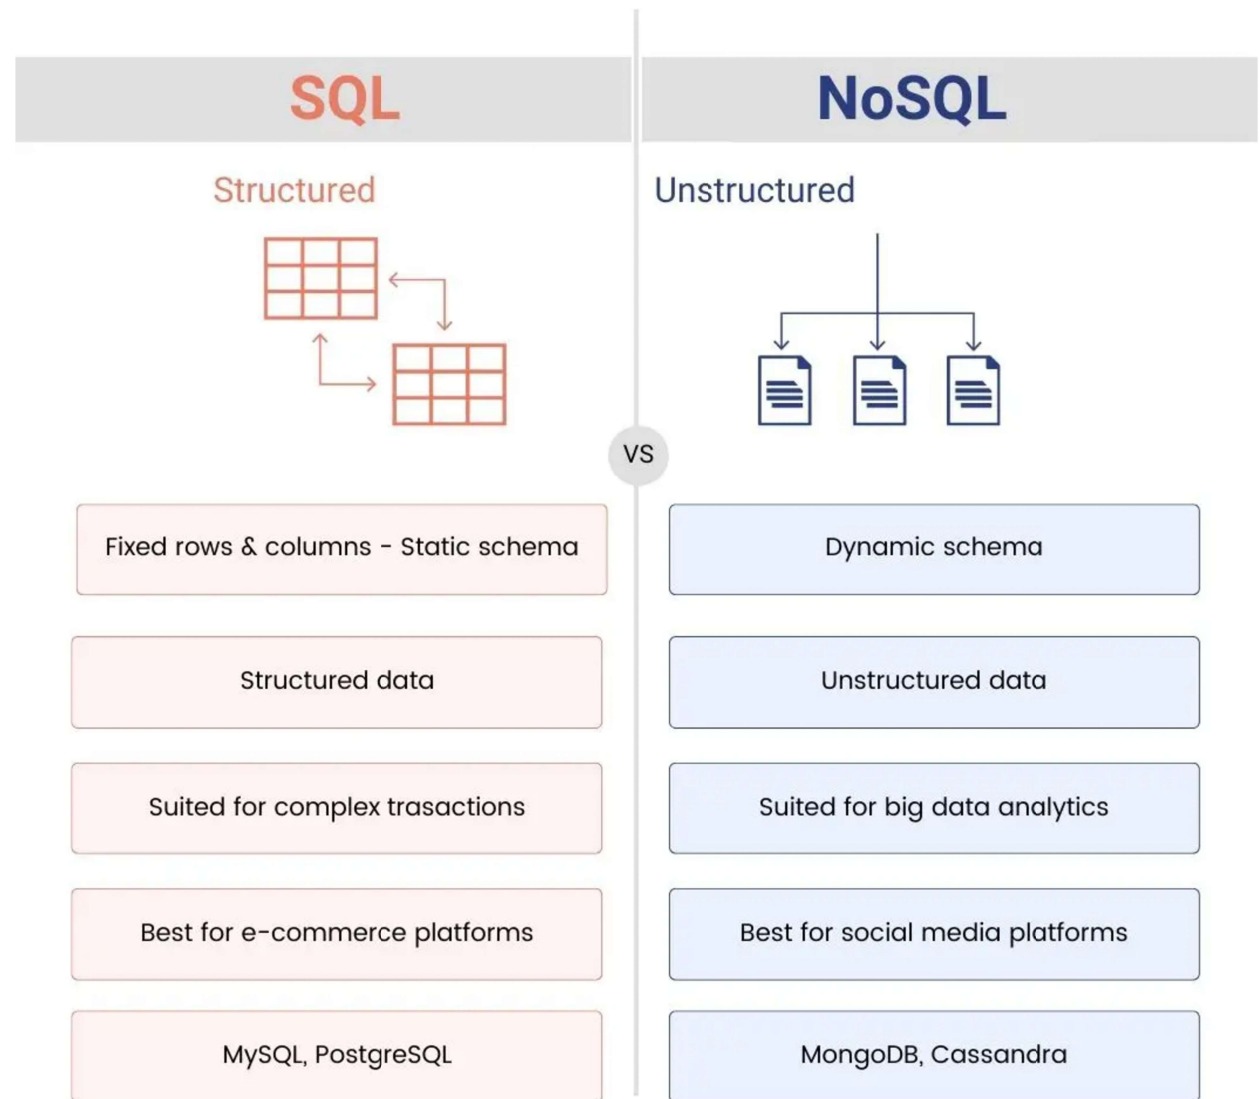 SQL
NoSQL
Structured
Unstructured
VS
Fixed rows & columns - Static schema
Dynamic schema
Structured data
Unstructured data
Suited for complex trasactions
Suited for big data analytics
Best for e-commerce platforms
Best for social media platforms
MySQL, PostgreSQL
MongoDB, Cassandra